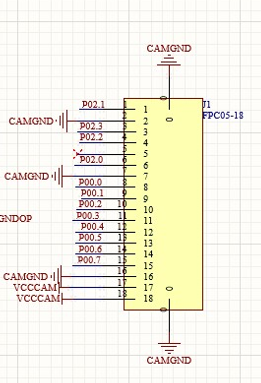 CAMGND
J1
FPC05-18
P02.1 1 1
CAMGND 2 2
P02.3 3 3
P02.2 4 4
5 5
P02.0 6 6
CAMGND 7 7
P00.0 8 8
P00.1 9 9
P00.2 10 10
GNDOP P00.3 11 11
P00.4 12 12
P00.5 13 13
P00.6 14 14
P00.7 15 15
CAMGND 16 16
VCCCAM 17 17
VCCCAM 18 18
CAMGND